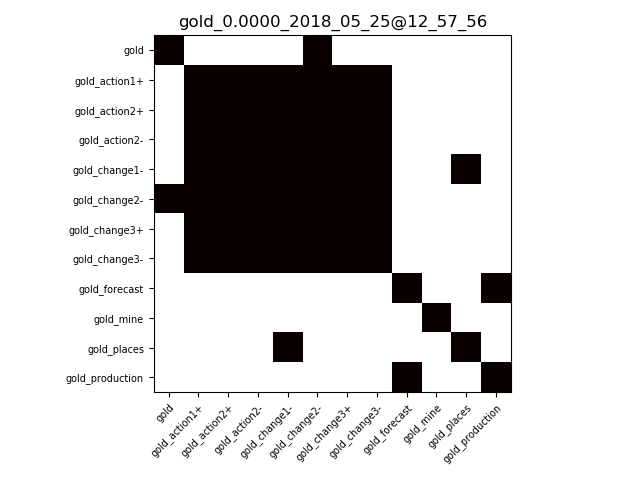 gold_0.0000_2018_05_25@12_57_56
gold
gold_action1+
gold_action2+
gold_action2-
gold_change1-
gold_change2-
gold_change3+
gold_change3-
gold_forecast
gold_mine
gold_places
gold_production
gold
gold_action1+
gold_action2+
gold_action2-
gold_change1-
gold_change2-
gold_change3+
gold_change3-
gold_forecast
gold_mine
gold_places
gold_production